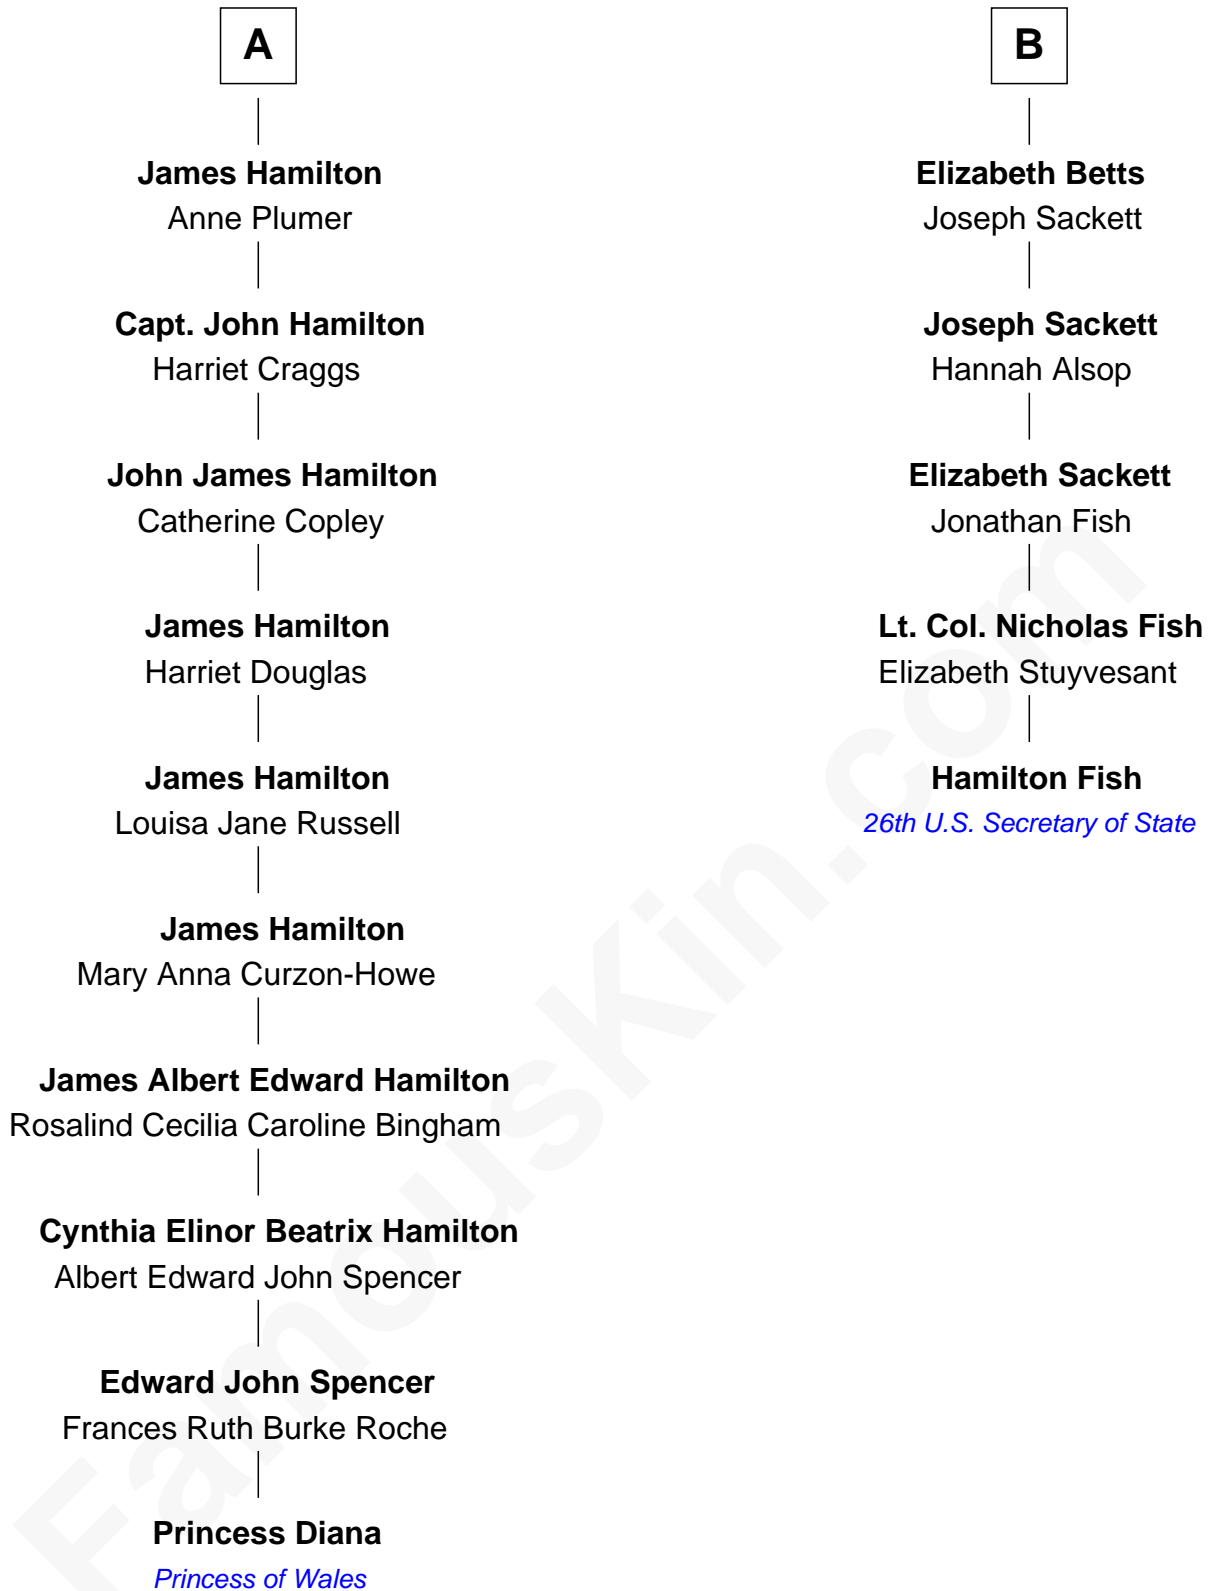 A
James Hamilton
Anne Plumer
Capt. John Hamilton
Harriet Craggs
John James Hamilton
Catherine Copley
James Hamilton
Harriet Douglas
James Hamilton
Louisa Jane Russell
James Hamilton
Mary Anna Curzon-Howe
James Albert Edward Hamilton
Rosalind Cecilia Caroline Bingham
Cynthia Elinor Beatrix Hamilton
Albert Edward John Spencer
Edward John Spencer
Frances Ruth Burke Roche
Princess Diana
Princess of Wales
B
Elizabeth Betts
Joseph Sackett
Joseph Sackett
Hannah Alsop
Elizabeth Sackett
Jonathan Fish
Lt. Col. Nicholas Fish
Elizabeth Stuyvesant
Hamilton Fish
26th U.S. Secretary of State
FamousKin.com